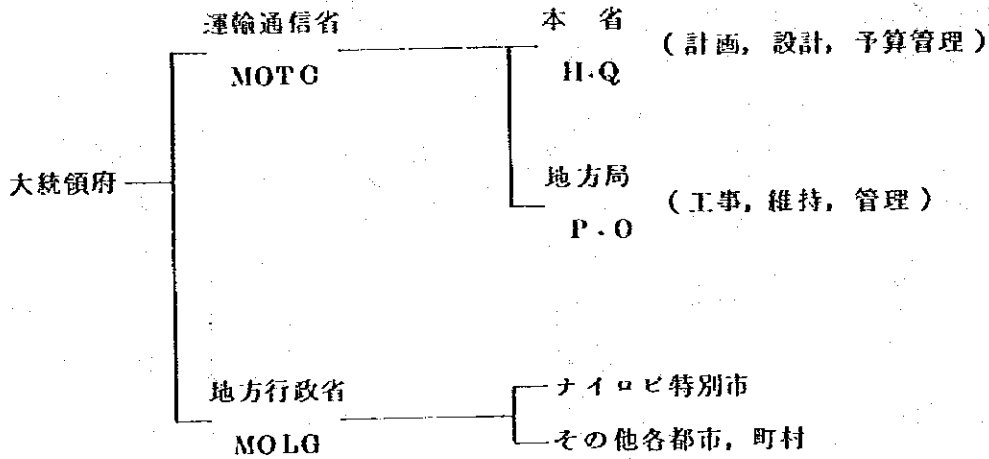 運輸通信省
MOTC
本省
H.Q
(計画,設計,予算管理)
大統領府
地方局
P.O
(工事,維持,管理)
地方行政省
MOLG
ナイロビ特別市
その他各都市,町村